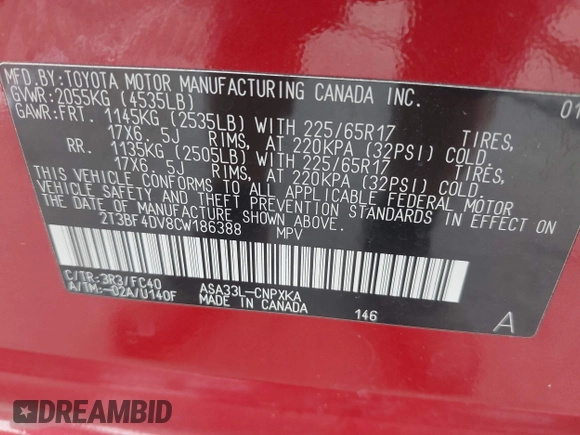 MFD.BY:TOYOTA MOTOR MANUFACTURING CANADA INC. 01
GVWR:2055KG (4535LB)
GAWR:FRT. 1145KG (2535LB) WITH 225/65R17 TIRES,
17X6. 5J RIMS, AT 220KPA (32PSI) COLD.
RR. 1135KG (2505LB) WITH 225/65R17 TIRES,
17X6. 5J RIMS, AT 220KPA (32PSI) COLD.
THIS VEHICLE CONFORMS TO ALL APPLICABLE FEDERAL MOTOR
VEHICLE SAFETY AND THEFT PREVENTION STANDARDS IN EFFECT ON
THE DATE OF MANUFACTURE SHOWN ABOVE.
2T3BF4DV8CW186388 MPV
C/TR:3R3/FC40 ASA33L-CNPXKA
A/TM:-02A/U140F MADE IN CANADA 146 A
DREAMBID